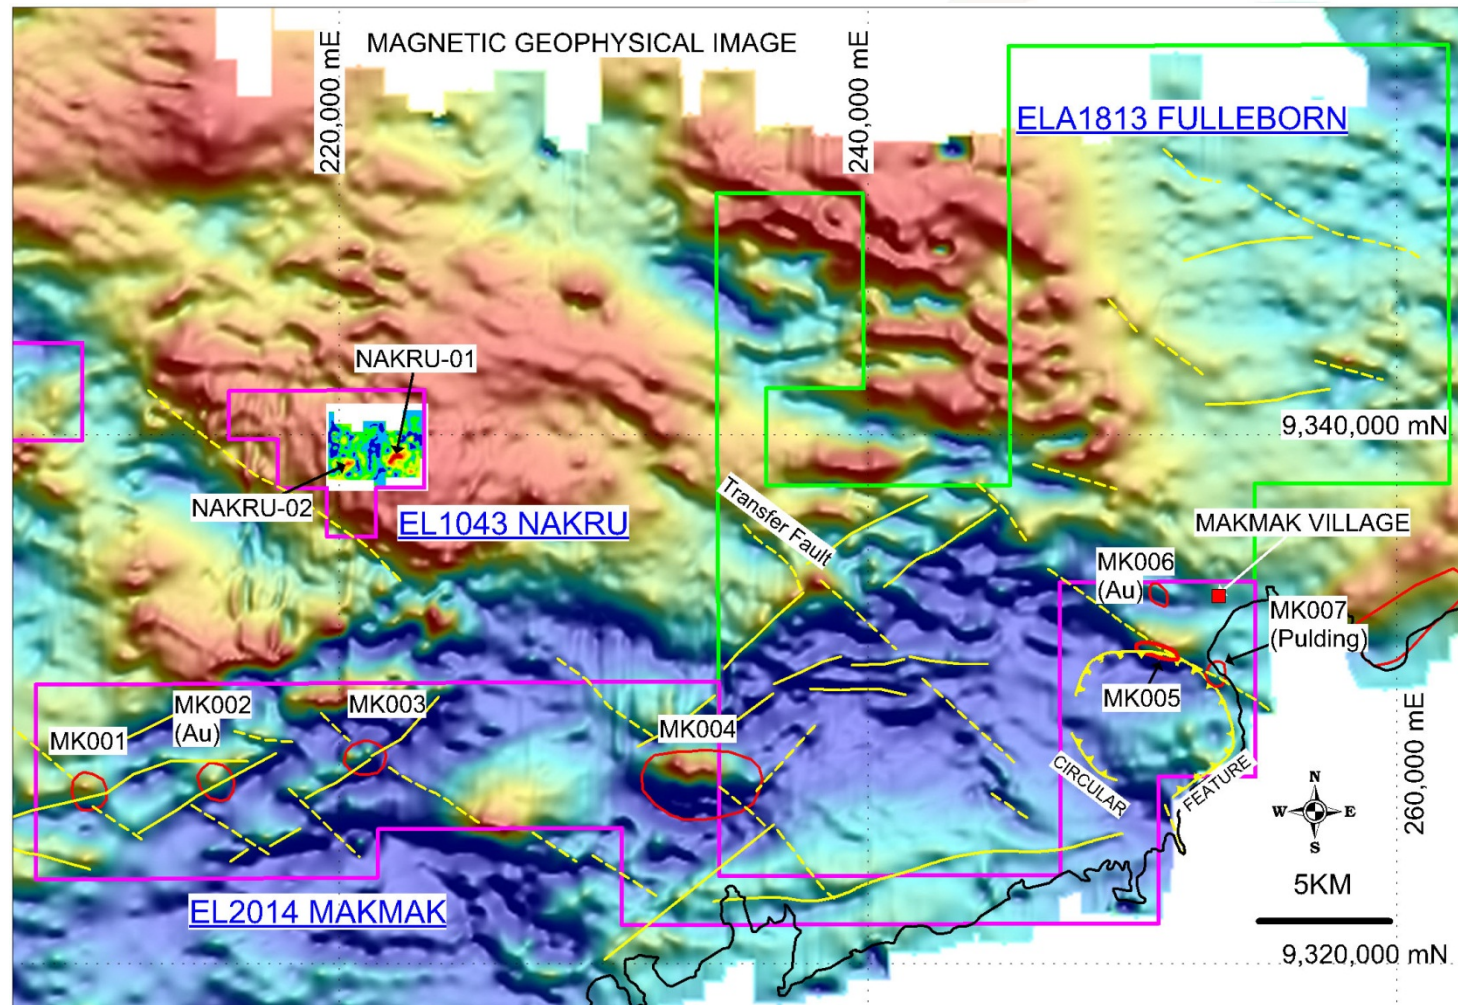 MAGNETIC GEOPHYSICAL IMAGE
220,000 mE
240,000 mE
ELA1813 FULLEBORN
NAKRU-01
9,340,000 mN
NAKRU-02
EL1043 NAKRU
Transfer Fault
MAKMAK VILLAGE
MK006
(Au)
MK007
(Pulding)
MK005
MK001
MK002
(Au)
MK003
MK004
CIRCULAR
FEATURE
260,000 mE
N
W
E
S
5KM
EL2014 MAKMAK
9,320,000 mN